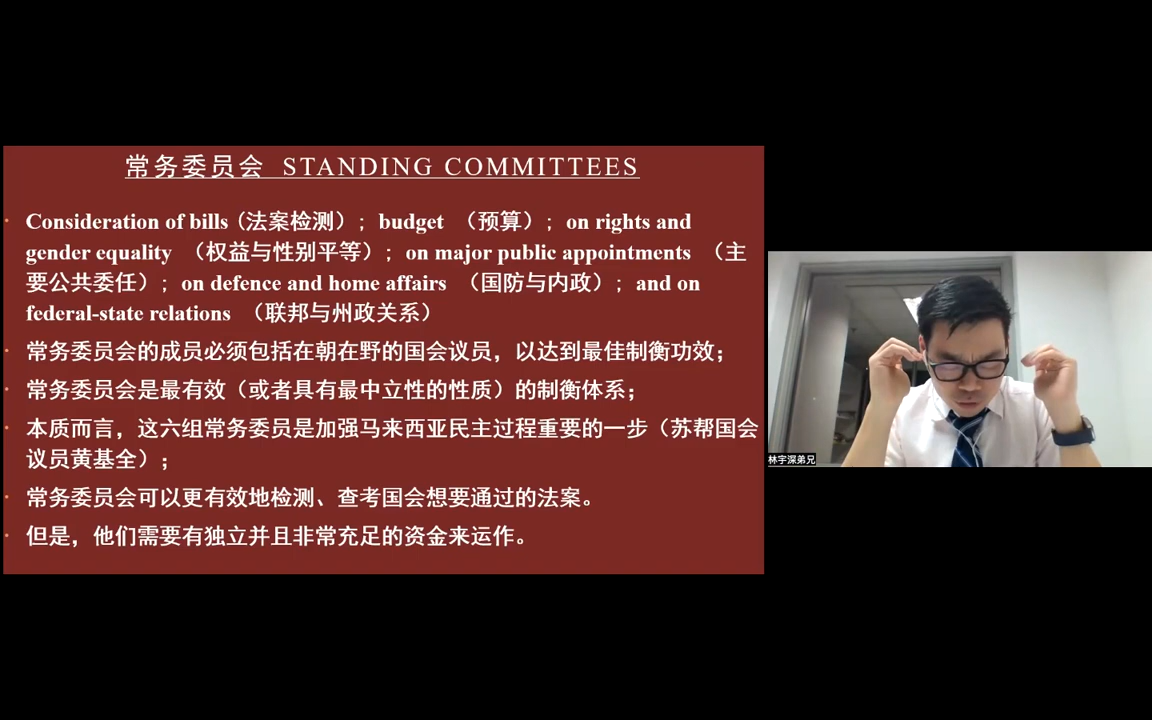 常务委员会 STANDING COMMITTEES
· Consideration of bills (法案检测）；budget （预算）；on rights and
gender equality （权益与性别平等）；on major public appointments （主
要公共委任）；on defence and home affairs （国防与内政）；and on
federal-state relations （联邦与州政关系）
· 常务委员会的成员必须包括在朝在野的国会议员，以达到最佳制衡功效；
· 常务委员会是最有效（或者具有最中立性的性质）的制衡体系；
· 本质而言，这六组常务委员是加强马来西亚民主过程重要的一步（苏帮国会
议员黄基全）；
· 常务委员会可以更有效地检测、查考国会想要通过的法案。
· 但是，他们需要有独立并且非常充足的资金来运作。
林宇深弟兄